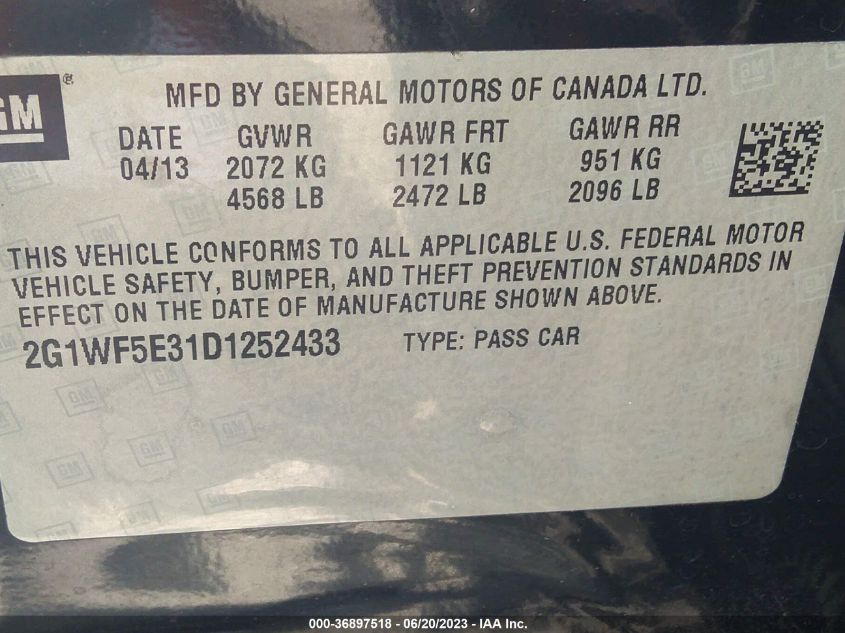 GM ®
MFD BY GENERAL MOTORS OF CANADA LTD.
DATE GVWR GAWR FRT GAWR RR
04/13 2072 KG 1121 KG 951 KG
4568 LB 2472 LB 2096 LB
THIS VEHICLE CONFORMS TO ALL APPLICABLE U.S. FEDERAL MOTOR
VEHICLE SAFETY, BUMPER, AND THEFT PREVENTION STANDARDS IN
EFFECT ON THE DATE OF MANUFACTURE SHOWN ABOVE.
2G1WF5E31D1252433 TYPE: PASS CAR
000-36897518 - 06/20/2023 - IAA Inc.